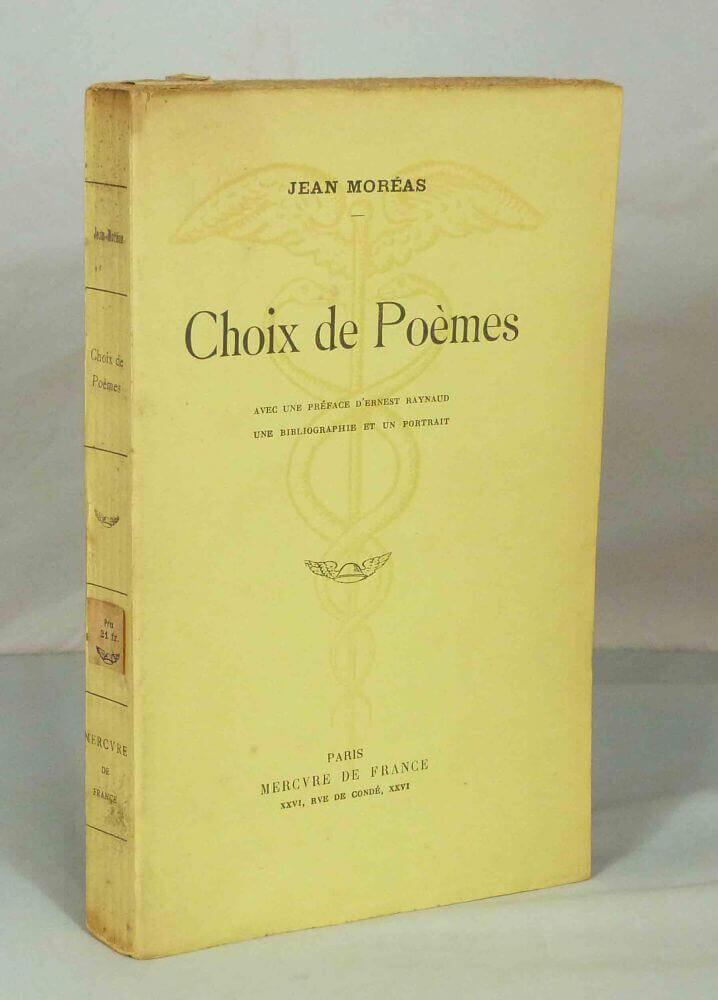 JEAN MORÉAS
Choix de Poèmes
AVEC UNE PRÉFACE D'ERNEST RAYNAUD
UNE BIBLIOGRAPHIE ET UN PORTRAIT
PARIS
MERCVRE DE FRANCE
XXVI, RVE DE CONDÉ, XXVI
Jean Moréas
Choix de
Poèmes
Prix
21 fr.
MERCVRE
DE
FRANCE